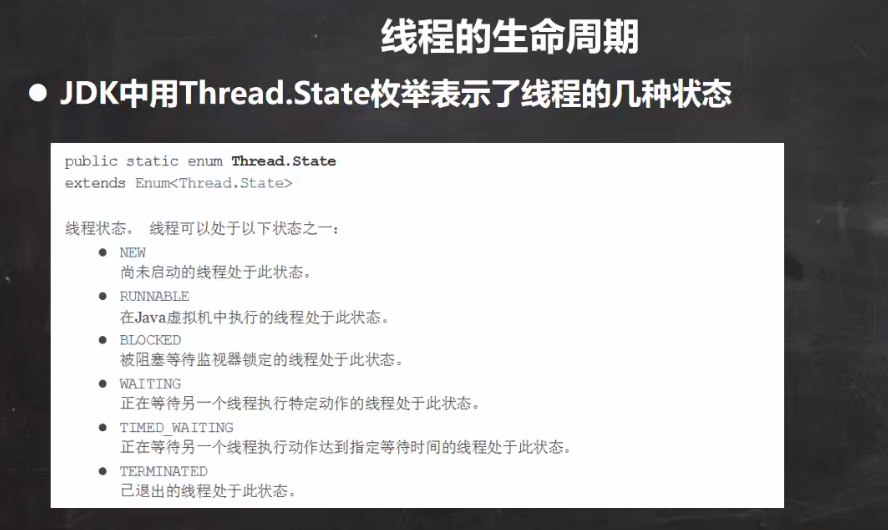 线程的生命周期
● JDK中用Thread.State枚举表示了线程的几种状态
public static enum Thread.State
extends Enum<Thread.State>
线程状态。 线程可以处于以下状态之一：
● NEW
尚未启动的线程处于此状态。
● RUNNABLE
在Java虚拟机中执行的线程处于此状态。
● BLOCKED
被阻塞等待监视器锁定的线程处于此状态。
● WAITING
正在等待另一个线程执行特定动作的线程处于此状态。
● TIMED_WAITING
正在等待另一个线程执行动作达到指定等待时间的线程处于此状态。
● TERMINATED
已退出的线程处于此状态。